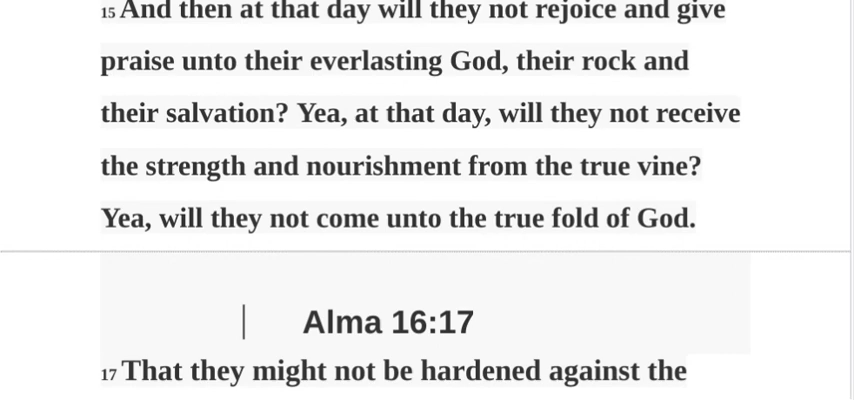 15 And then at that day will they not rejoice and give
praise unto their everlasting God, their rock and
their salvation? Yea, at that day, will they not receive
the strength and nourishment from the true vine?
Yea, will they not come unto the true fold of God.
Alma 16:17
17 That they might not be hardened against the